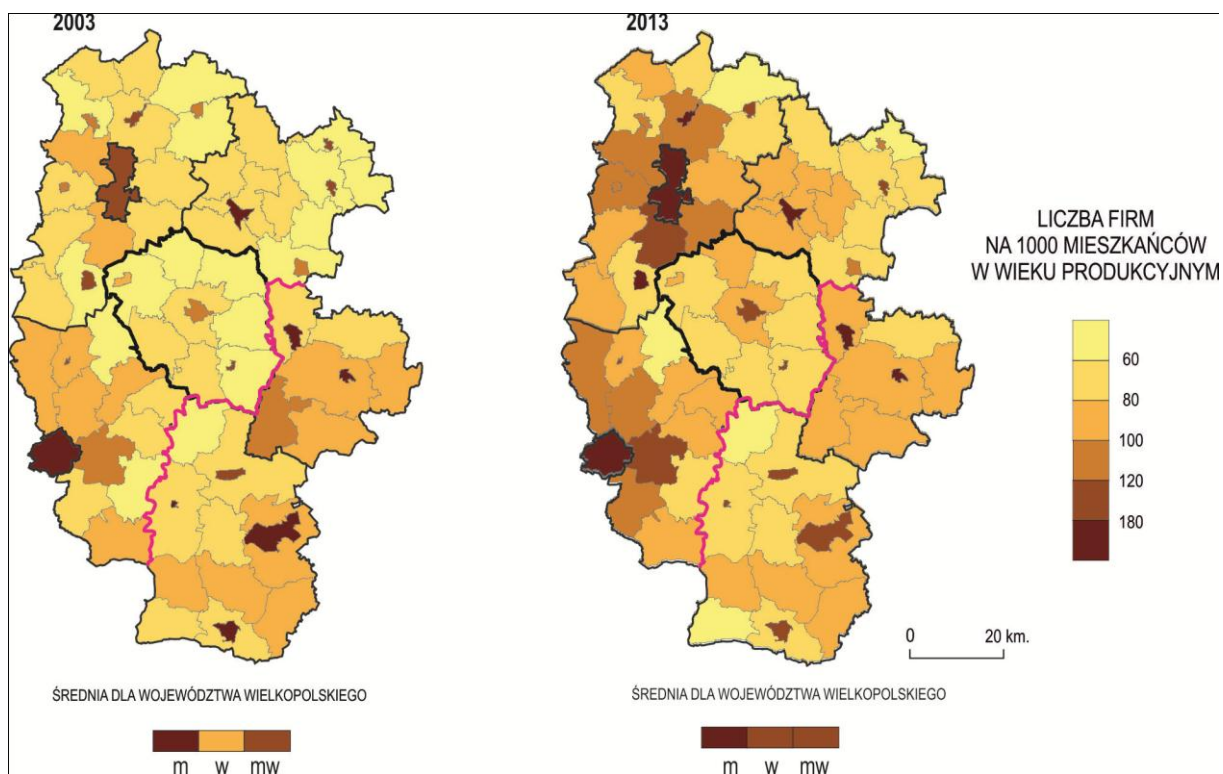 2003
2013
LICZBA FIRM
NA 1000 MIESZKAŃCÓW
W WIEKU PRODUKCYJNYM
60
80
100
120
180
0 20 km.
ŚREDNIA DLA WOJEWÓDZTWA WIELKOPOLSKIEGO
m w mw
ŚREDNIA DLA WOJEWÓDZTWA WIELKOPOLSKIEGO
m w mw